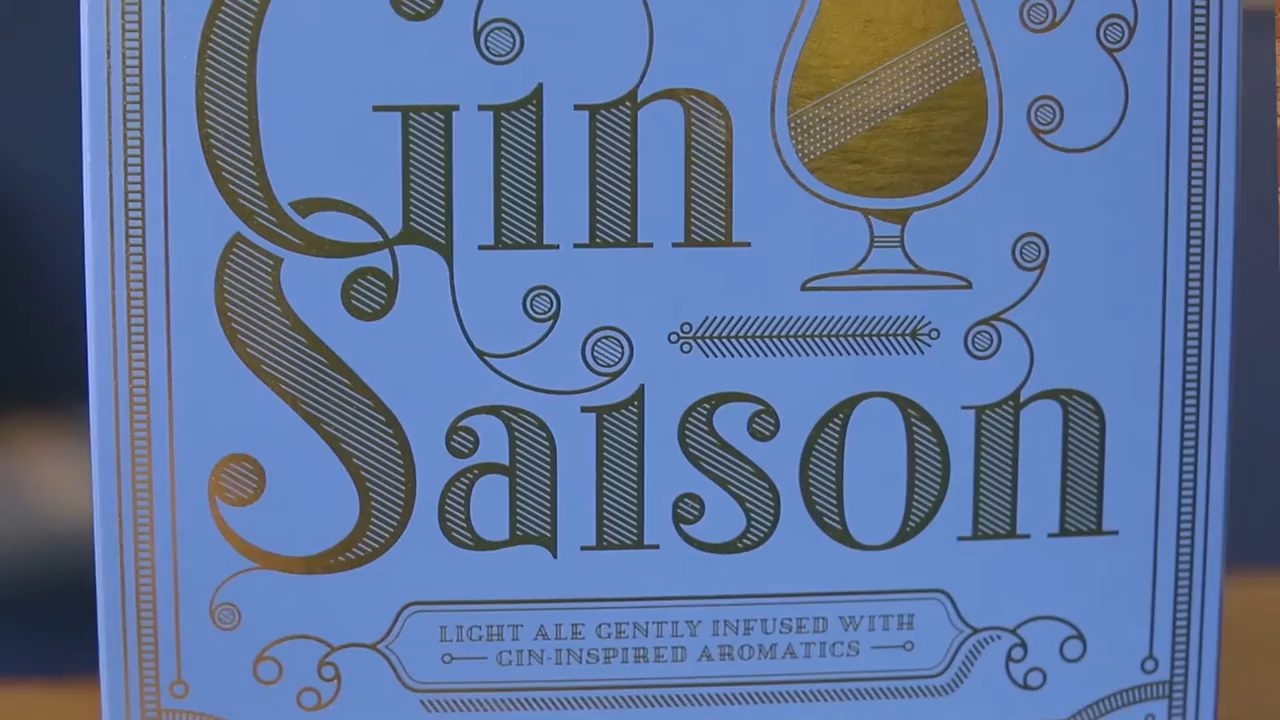 Gin
Saison
LIGHT ALE GENTLY INFUSED WITH
GIN-INSPIRED AROMATICS